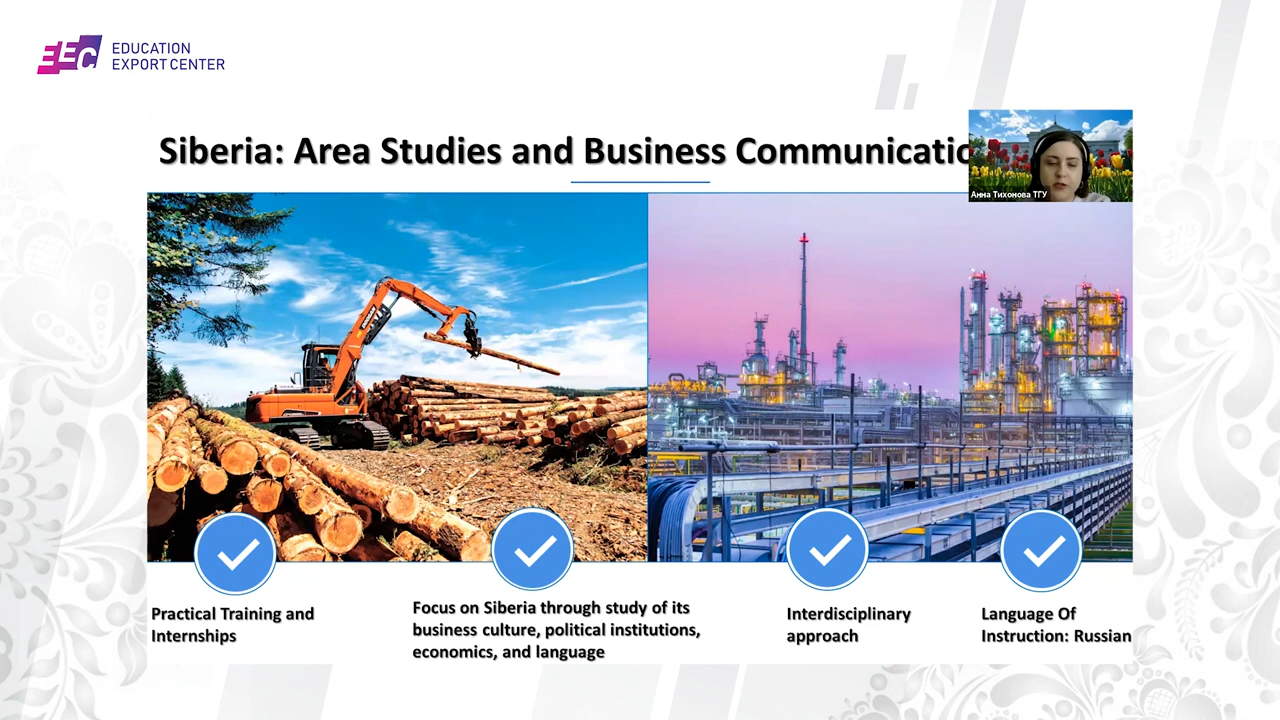 EEC
EDUCATION
EXPORT CENTER
Siberia: Area Studies and Business Communicatio
Анна Тихонова ТГУ
Practical Training and
Internships
Focus on Siberia through study of its
business culture, political institutions,
economics, and language
Interdisciplinary
approach
Language Of
Instruction: Russian